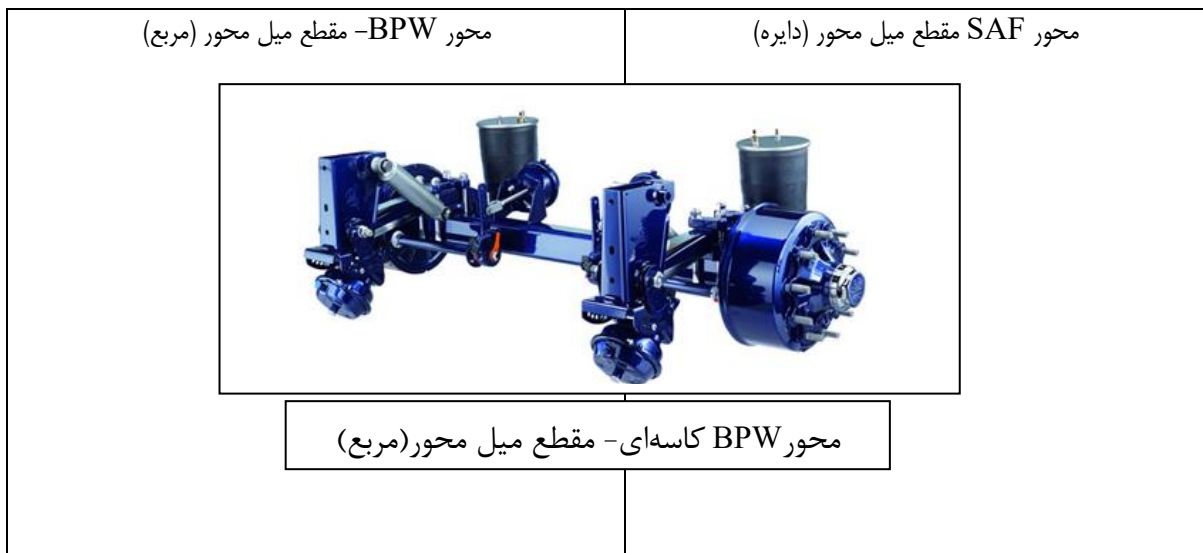 محور SAF مقطع میل محور (دایره)
محور BPW- مقطع میل محور (مربع)
محورBPW کاسه‌ای- مقطع میل محور(مربع)